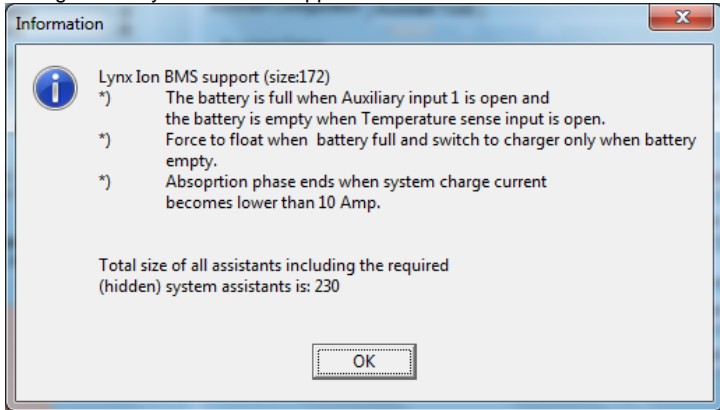 Information
Lynx Ion BMS support (size:172)
*) The battery is full when Auxiliary input 1 is open and
the battery is empty when Temperature sense input is open.
*) Force to float when battery full and switch to charger only when battery
empty.
*) Absoprtion phase ends when system charge current
becomes lower than 10 Amp.
Total size of all assistants including the required
(hidden) system assistants is: 230
OK